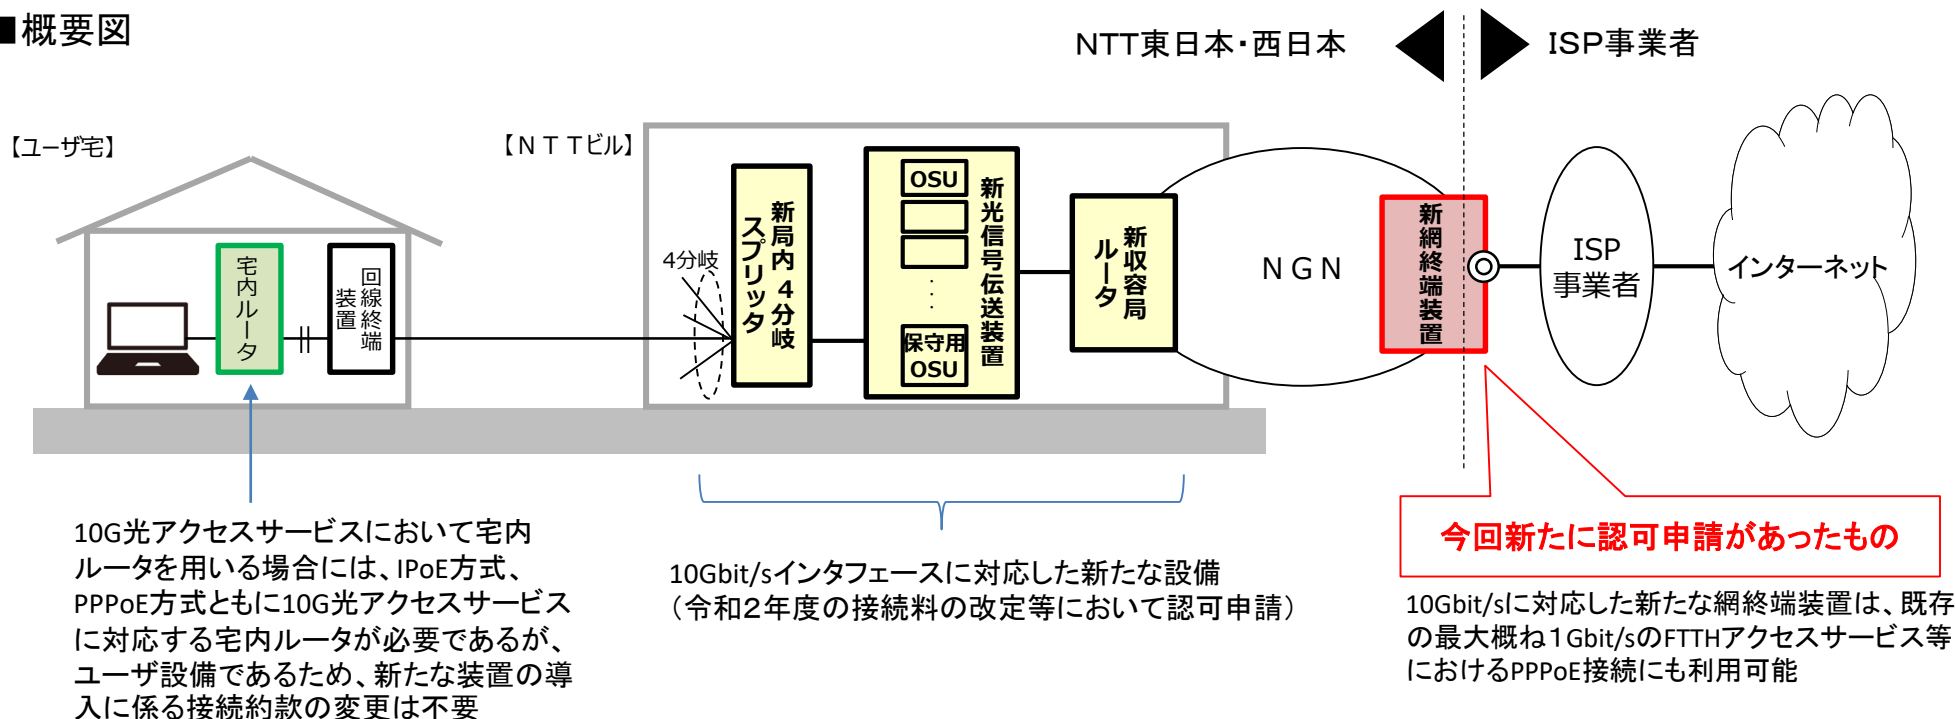 ■概要図
NTT東日本・西日本
ISP事業者
【ユーザ宅】
【ＮＴＴビル】
宅内ルータ
回線終端
装置
4分岐
新局内４分岐
スプリッタ
OSU
保守用
OSU
新光信号伝送装置
新収容局
ルータ
ＮＧＮ
新網終端装置
ISP
事業者
インターネット
10G光アクセスサービスにおいて宅内
ルータを用いる場合には、IPoE方式、
PPPoE方式ともに10G光アクセスサービス
に対応する宅内ルータが必要であるが、
ユーザ設備であるため、新たな装置の導
入に係る接続約款の変更は不要
10Gbit/sインタフェースに対応した新たな設備
（令和２年度の接続料の改定等において認可申請）
今回新たに認可申請があったもの
10Gbit/sに対応した新たな網終端装置は、既存
の最大概ね１Gbit/sのFTTHアクセスサービス等
におけるPPPoE接続にも利用可能